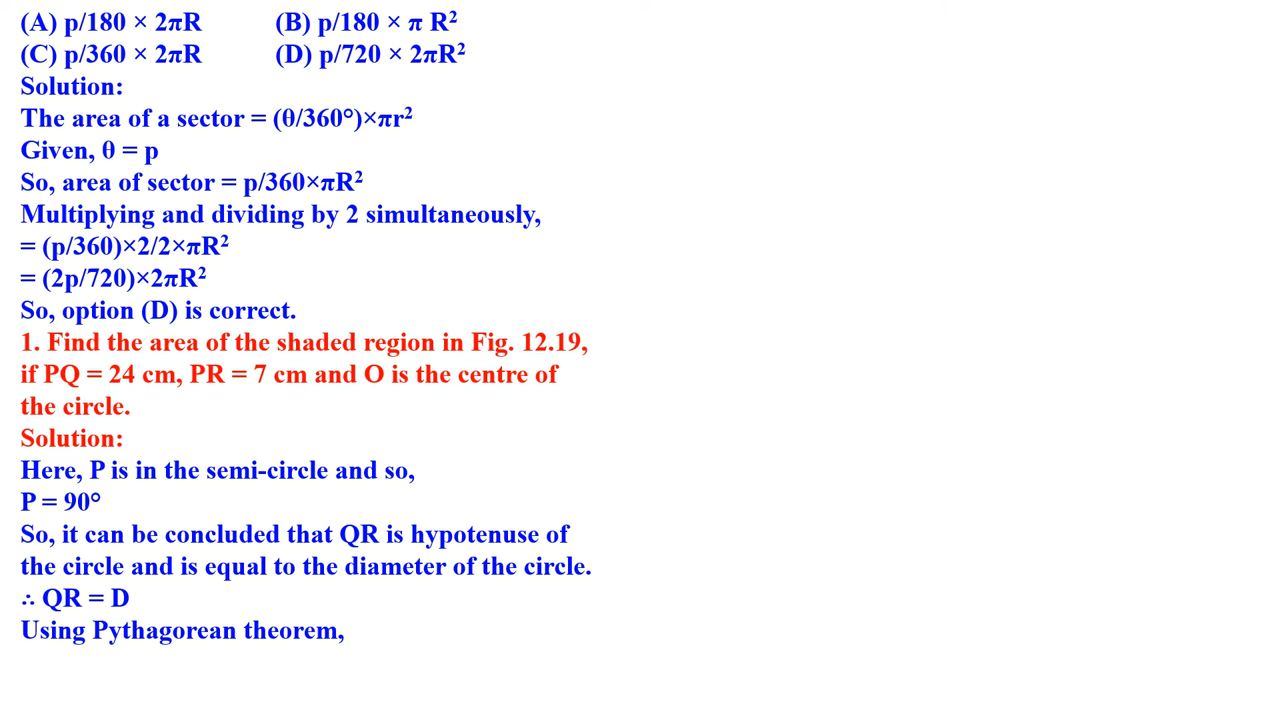 (A) p/180 × 2πR (B) p/180 × π R²
(C) p/360 × 2πR (D) p/720 × 2πR²
Solution:
The area of a sector = (θ/360°)×πr²
Given, θ = p
So, area of sector = p/360×πR²
Multiplying and dividing by 2 simultaneously,
= (p/360)×2/2×πR²
= (2p/720)×2πR²
So, option (D) is correct.
1. Find the area of the shaded region in Fig. 12.19,
if PQ = 24 cm, PR = 7 cm and O is the centre of
the circle.
Solution:
Here, P is in the semi-circle and so,
P = 90°
So, it can be concluded that QR is hypotenuse of
the circle and is equal to the diameter of the circle.
∴ QR = D
Using Pythagorean theorem,